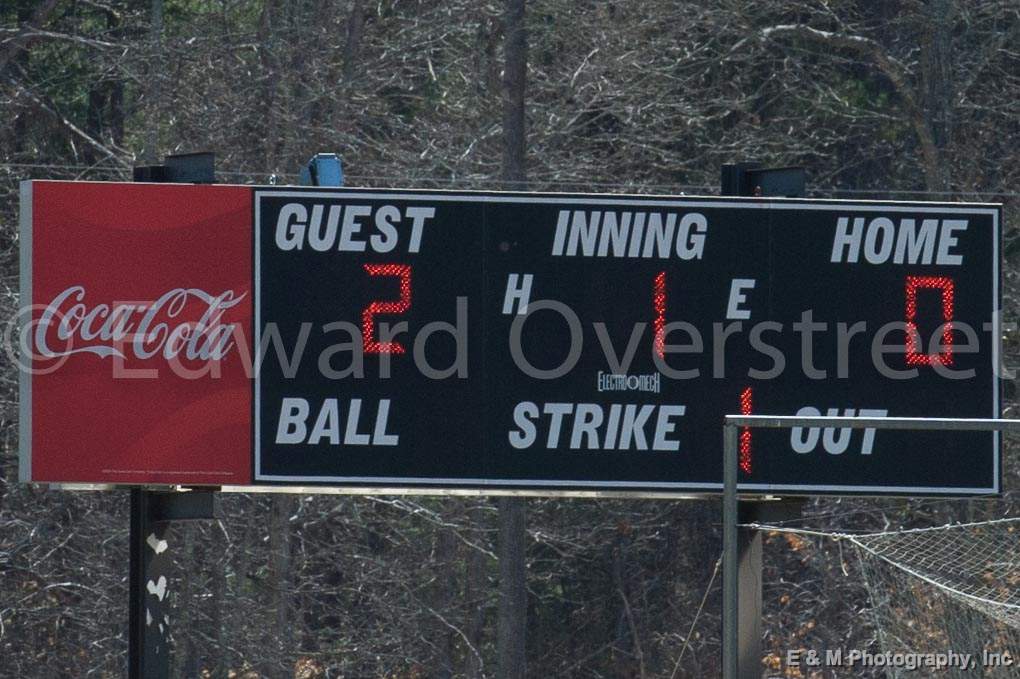 GUEST INNING HOME
2 H 1 E 0
Coca-Cola
© Edward Overstreet
ELECTRO-MECH
BALL STRIKE 1 OUT
E & M Photography, Inc